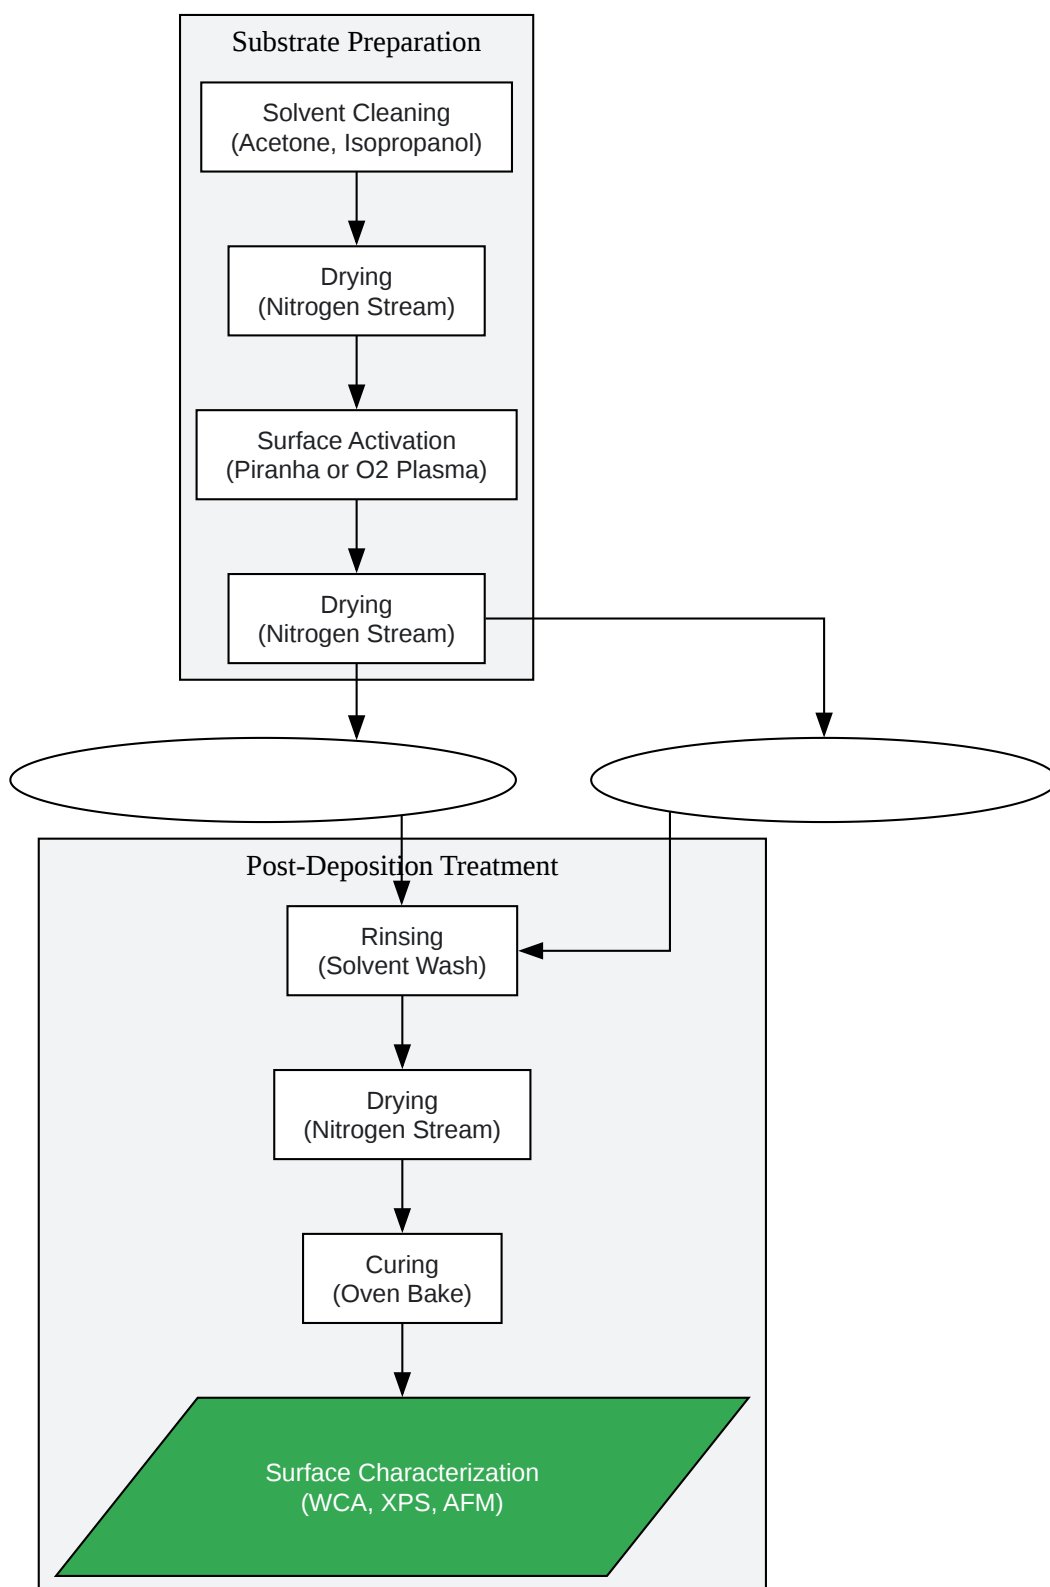 Substrate Preparation
Solvent Cleaning
(Acetone, Isopropanol)
Drying
(Nitrogen Stream)
Surface Activation
(Piranha or O2 Plasma)
Drying
(Nitrogen Stream)
Post-Deposition Treatment
Rinsing
(Solvent Wash)
Drying
(Nitrogen Stream)
Curing
(Oven Bake)
Surface Characterization
(WCA, XPS, AFM)